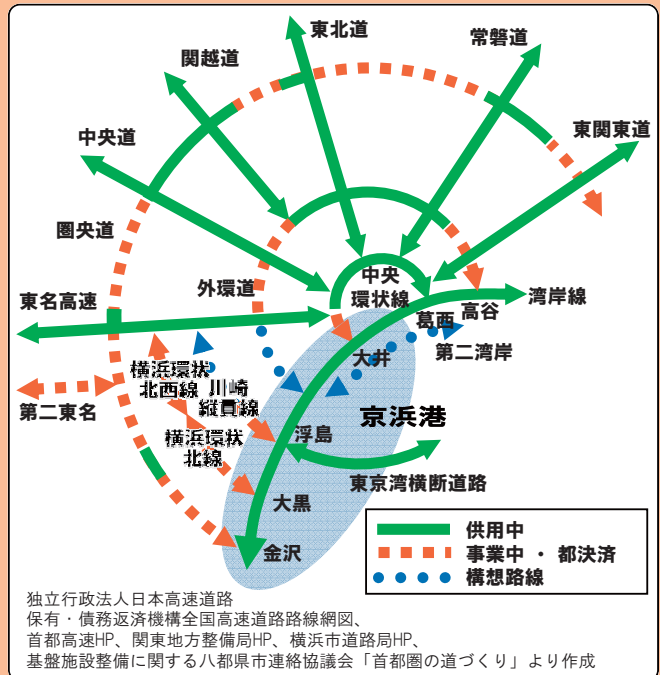 東北道
常磐道
関越道
東関東道
中央道
圏央道
中央
環状線
外環道
東名高速
湾岸線
葛西
高谷
第二湾岸
大井
横浜環状
北西線
川崎
縦貫線
第二東名
京浜港
横浜環状
北線
浮島
東京湾横断道路
大黒
金沢
供用中
事業中 ・ 都決済
構想路線
独立行政法人日本高速道路
保有・債務返済機構全国高速道路路線網図、
首都高速HP、関東地方整備局HP、横浜市道路局HP、
基盤施設整備に関する八都県市連絡協議会「首都圏の道づくり」より作成